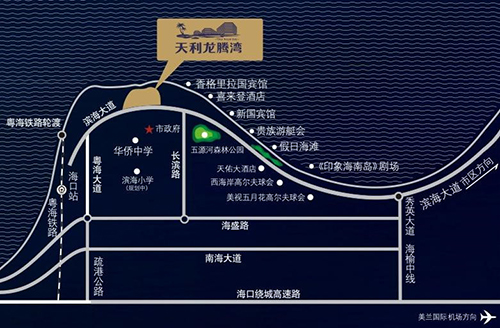 天利龙腾湾
香格里拉国宾馆
喜来登酒店
新国宾馆
贵族游艇会
假日海滩
《印象海南岛》剧场
滨海大道 市区方向
滨海大道
粤海铁路轮渡
市政府
华侨中学
滨海小学
(规划中)
五源河森林公园
天佑大酒店
西海岸高尔夫球会
美视五月花高尔夫球会
长滨路
粤海大道
海口站
粤海铁路
疏港公路
海盛路
南海大道
海口绕城高速路
秀英大道
海榆中线
美兰国际机场方向